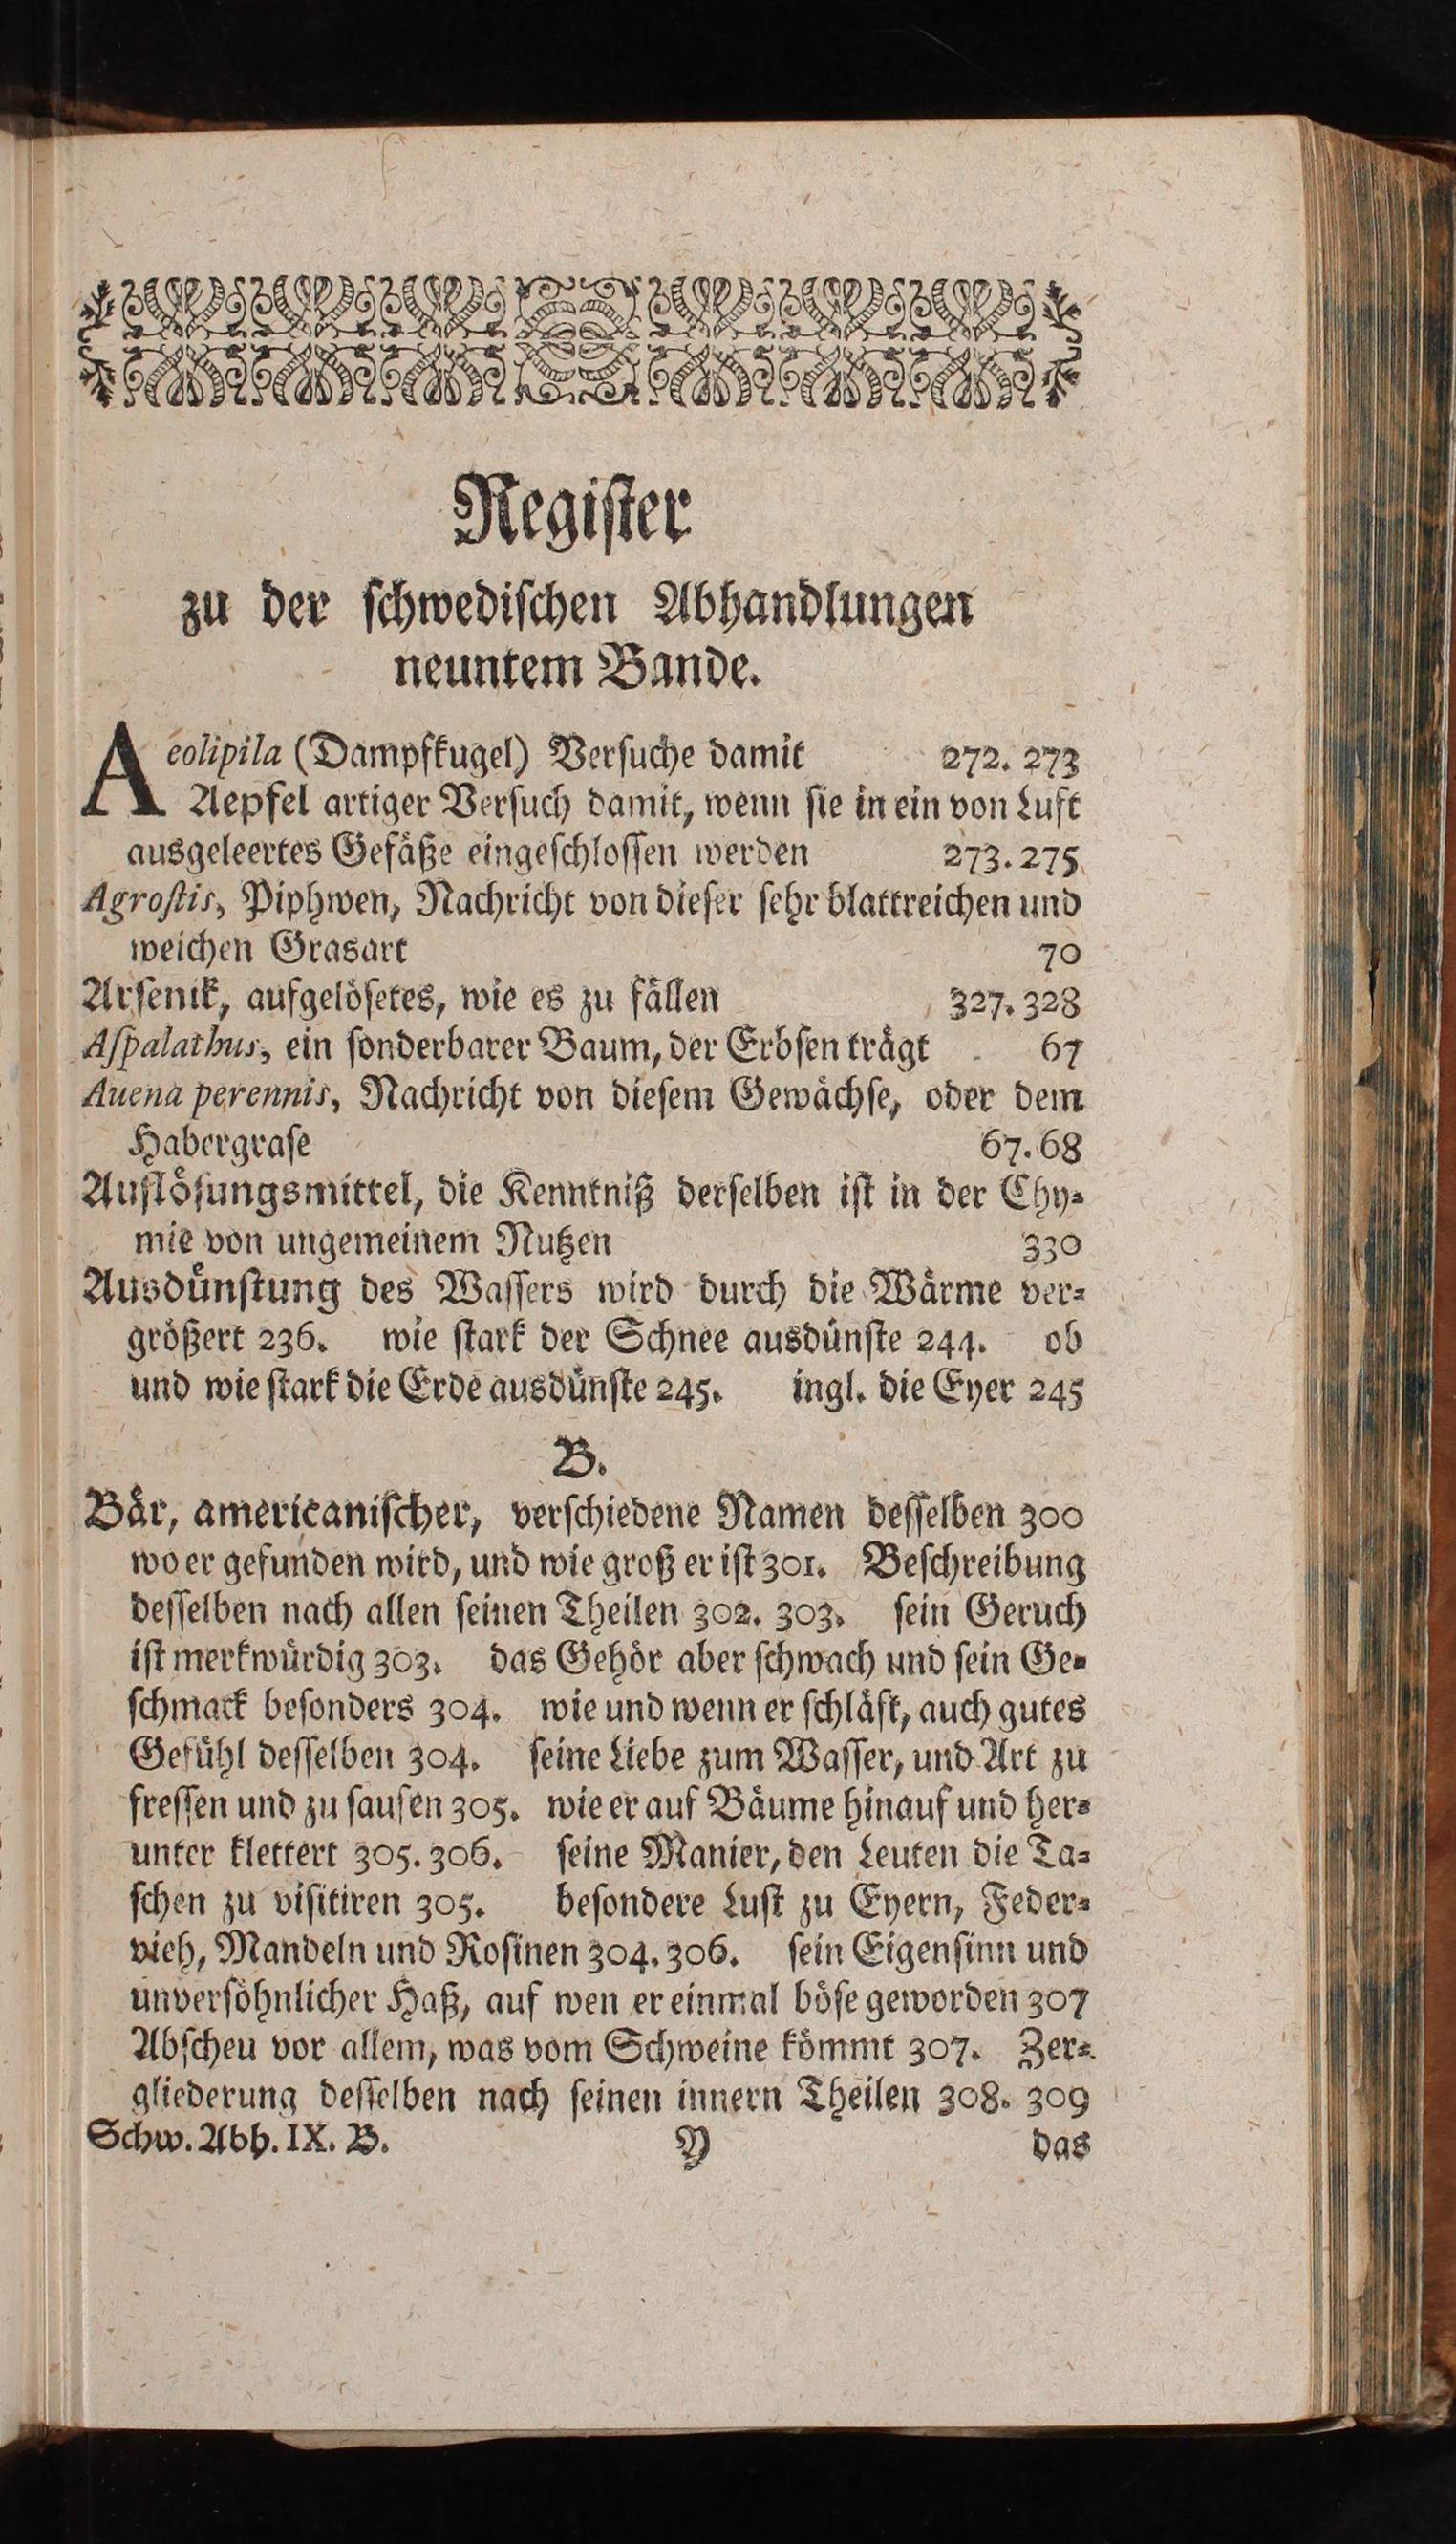 Regiſter
zu der ſchwediſchen Abhandlungen
neuntem Bande.
Aeolipila (Dampfkugel) Verſuche damit 272. 273
Aepfel artiger Verſuch damit, wenn ſie in ein von Luft
ausgeleertes Gefäße eingeſchloſſen werden 273. 275
Agroſtis, Piphwen, Nachricht von dieſer ſehr blattreichen und
weichen Grasart 70
Arſenik, aufgelöſetes, wie es zu fällen 327. 328
Aſpalathus, ein ſonderbarer Baum, der Erbſen trägt 67
Auena perennis, Nachricht von dieſem Gewächſe, oder dem
Habergraſe 67. 68
Auflöſungsmittel, die Kenntniß derſelben iſt in der Chy-
mie von ungemeinem Nutzen 330
Ausdünſtung des Waſſers wird durch die Wärme ver-
größert 236. wie ſtark der Schnee ausdünſte 244. ob
und wie ſtark die Erde ausdünſte 245. ingl. die Eyer 245
B.
Bär, americaniſcher, verſchiedene Namen deſſelben 300
wo er gefunden wird, und wie groß er iſt 301. Beſchreibung
deſſelben nach allen ſeinen Theilen 302. 303. ſein Geruch
iſt merkwürdig 303. das Gehör aber ſchwach und ſein Ge-
ſchmack beſonders 304. wie und wenn er ſchläft, auch gutes
Gefühl deſſelben 304. ſeine Liebe zum Waſſer, und Art zu
freſſen und zu ſaufen 305. wie er auf Bäume hinauf und her-
unter klettert 305. 306. ſeine Manier, den Leuten die Ta-
ſchen zu viſitiren 305. beſondere Luſt zu Eyern, Feder-
vieh, Mandeln und Roſinen 304. 306. ſein Eigenſinn und
unverſöhnlicher Haß, auf wen er einmal böſe geworden 307
Abſcheu vor allem, was vom Schweine kömmt 307. Zer-
gliederung deſſelben nach ſeinen innern Theilen 308. 309
Schw. Abh. IX. B. Y das